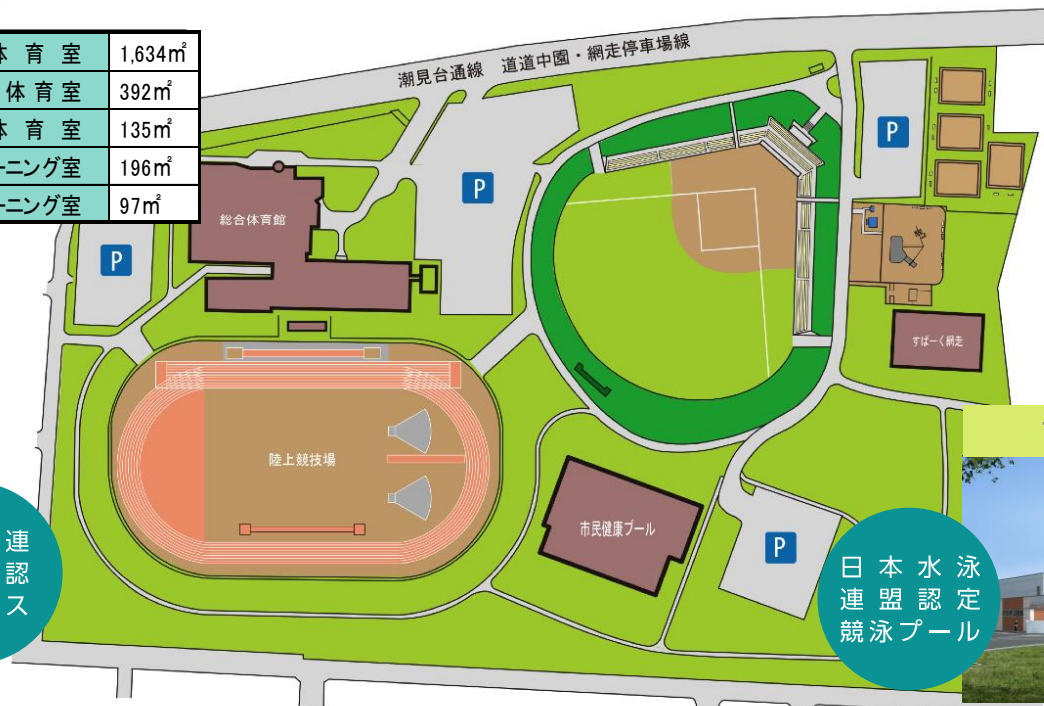 体育室 1,634㎡
体育室 392㎡
体育室 135㎡
ーニング室 196㎡
ーニング室 97㎡
潮見台通線 道道中園・網走停車場線
P
P
P
総合体育館
すぱーく網走
陸上競技場
市民健康プール
P
連
認
ス
日本水泳
連盟認定
競泳プール